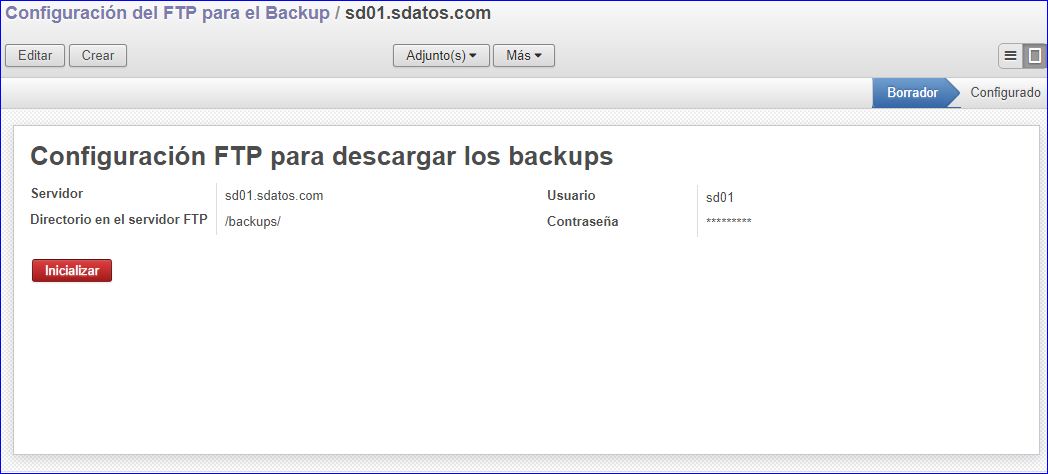 Configuración del FTP para el Backup / sd01.sdatos.com
Editar Crear Adjunto(s) Más
Borrador Configurado
Configuración FTP para descargar los backups
Servidor sd01.sdatos.com Usuario sd01
Directorio en el servidor FTP /backups/ Contraseña *********
Inicializar